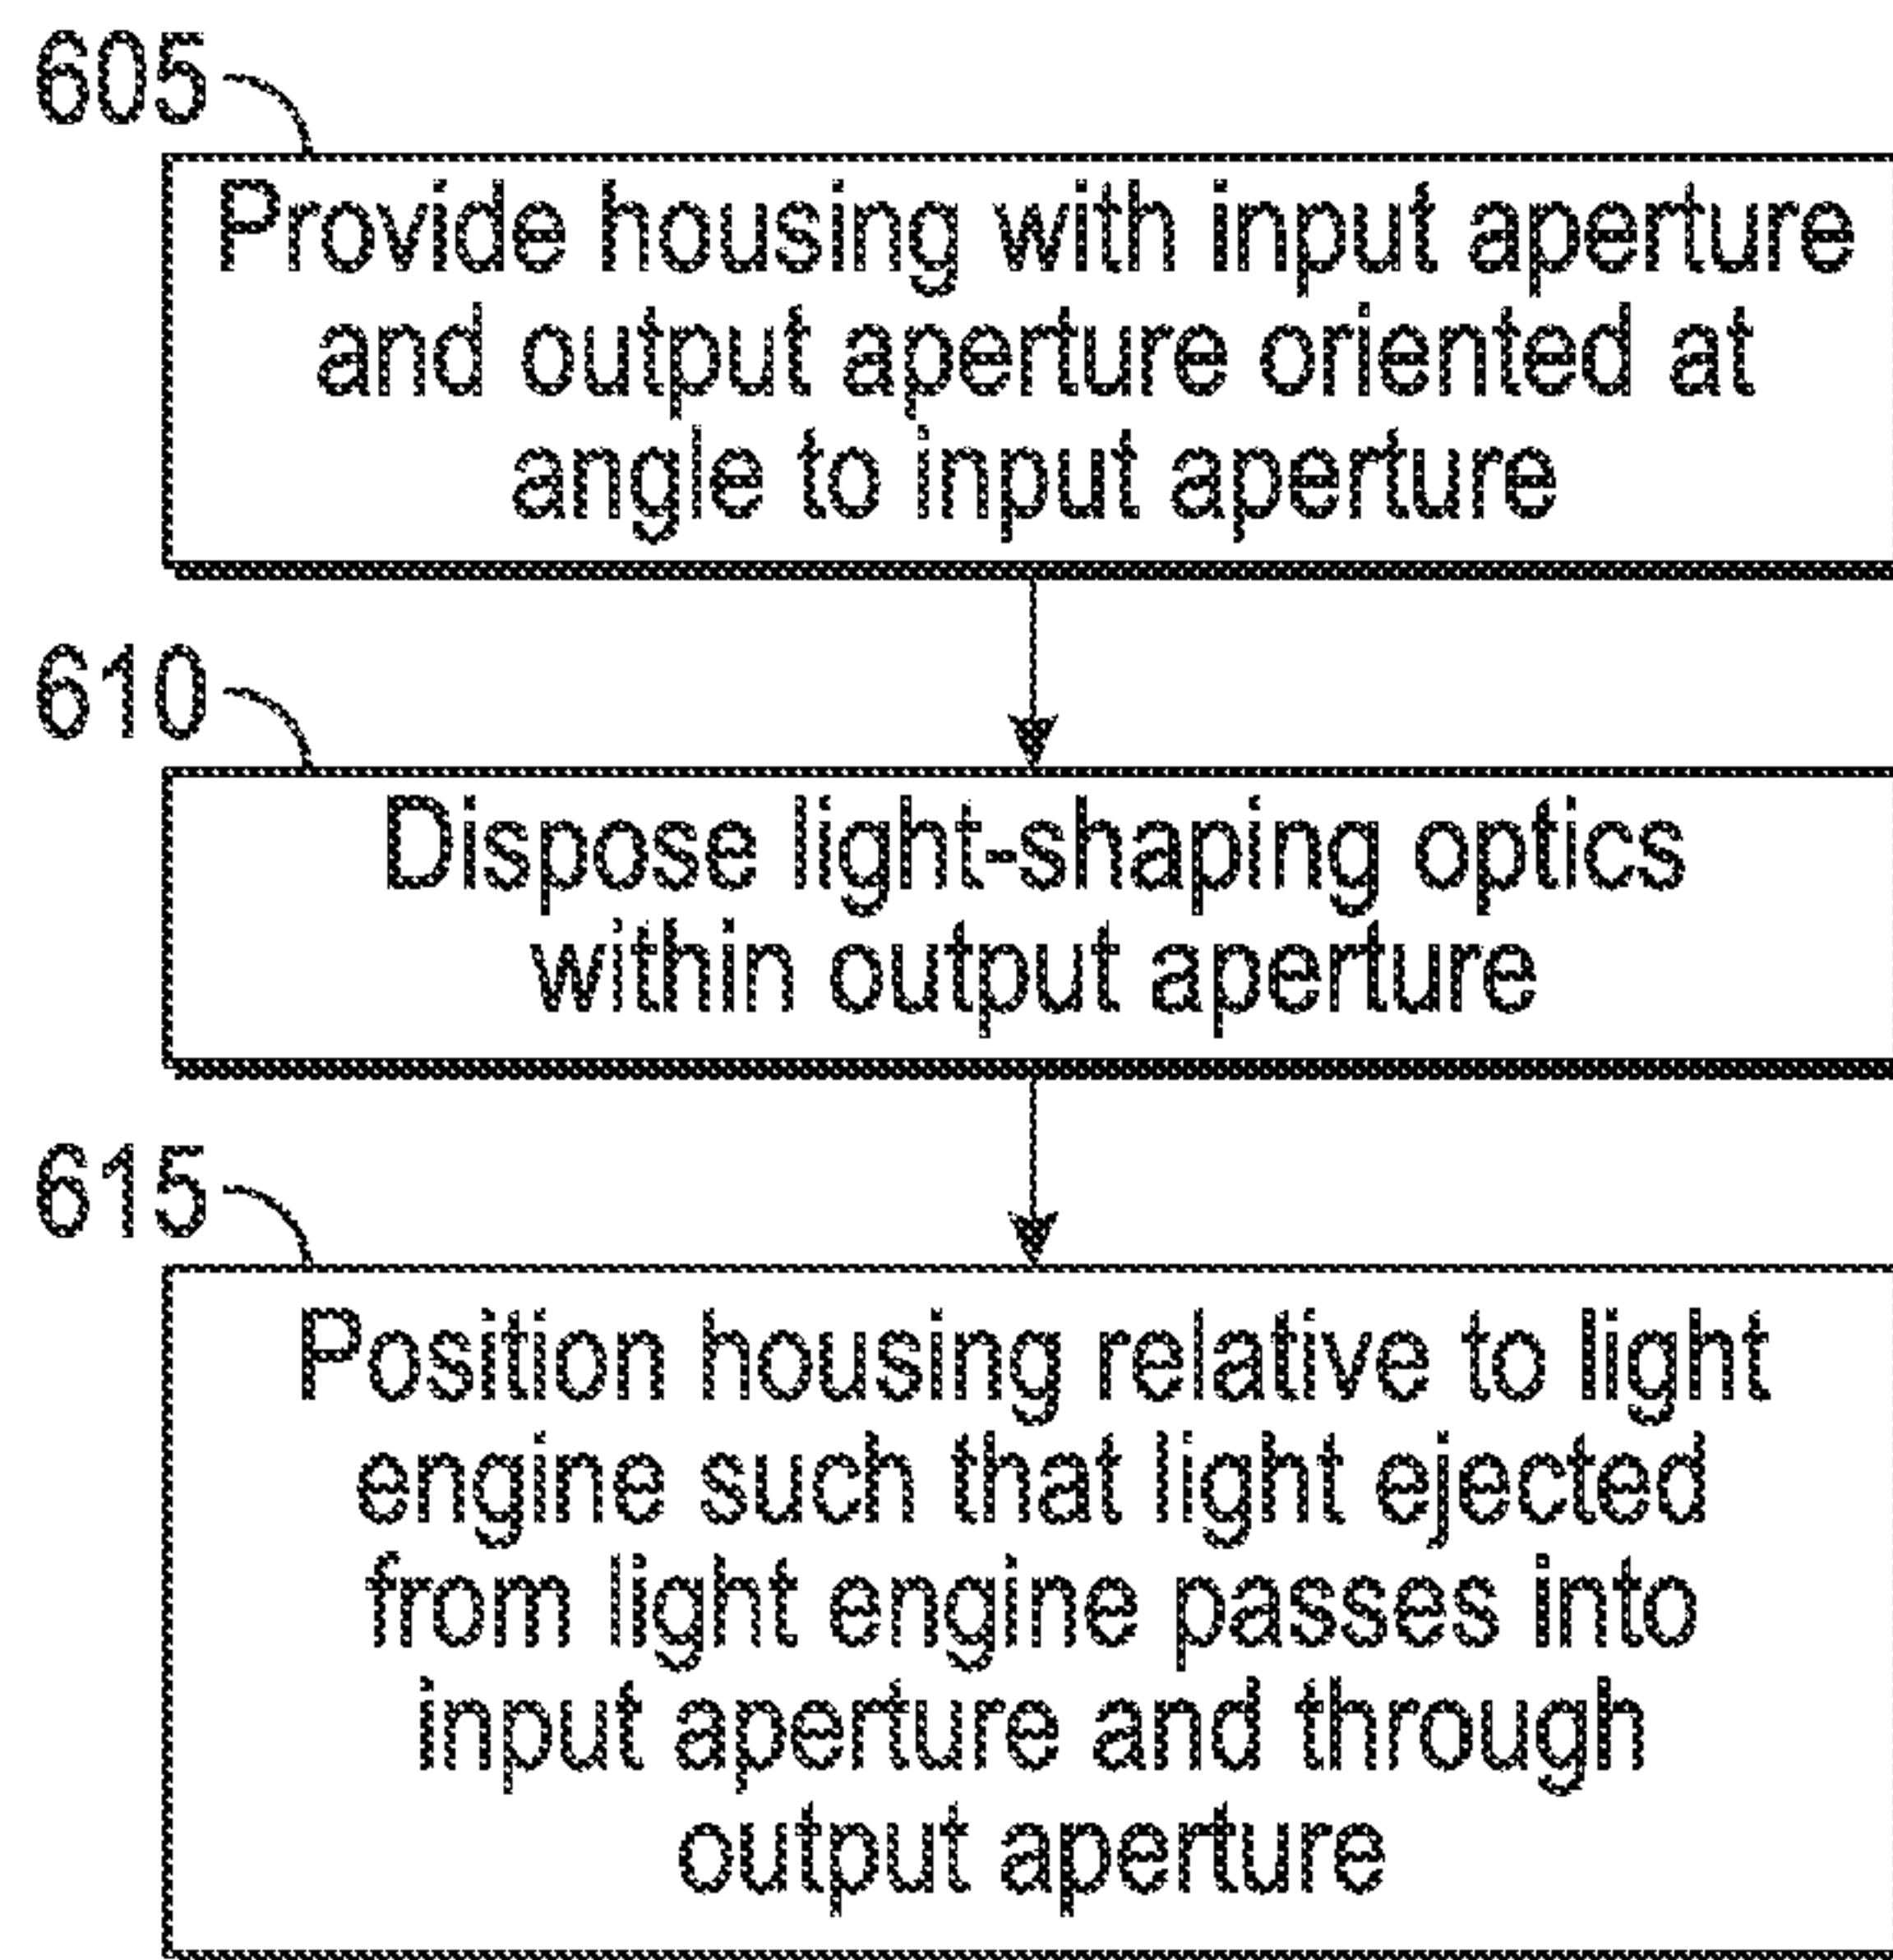 605
Provide housing with input aperture
and output aperture oriented at
angle to input aperture
610
Dispose light-shaping optics
within output aperture
615
Position housing relative to light
engine such that light ejected
from light engine passes into
input aperture and through
output aperture